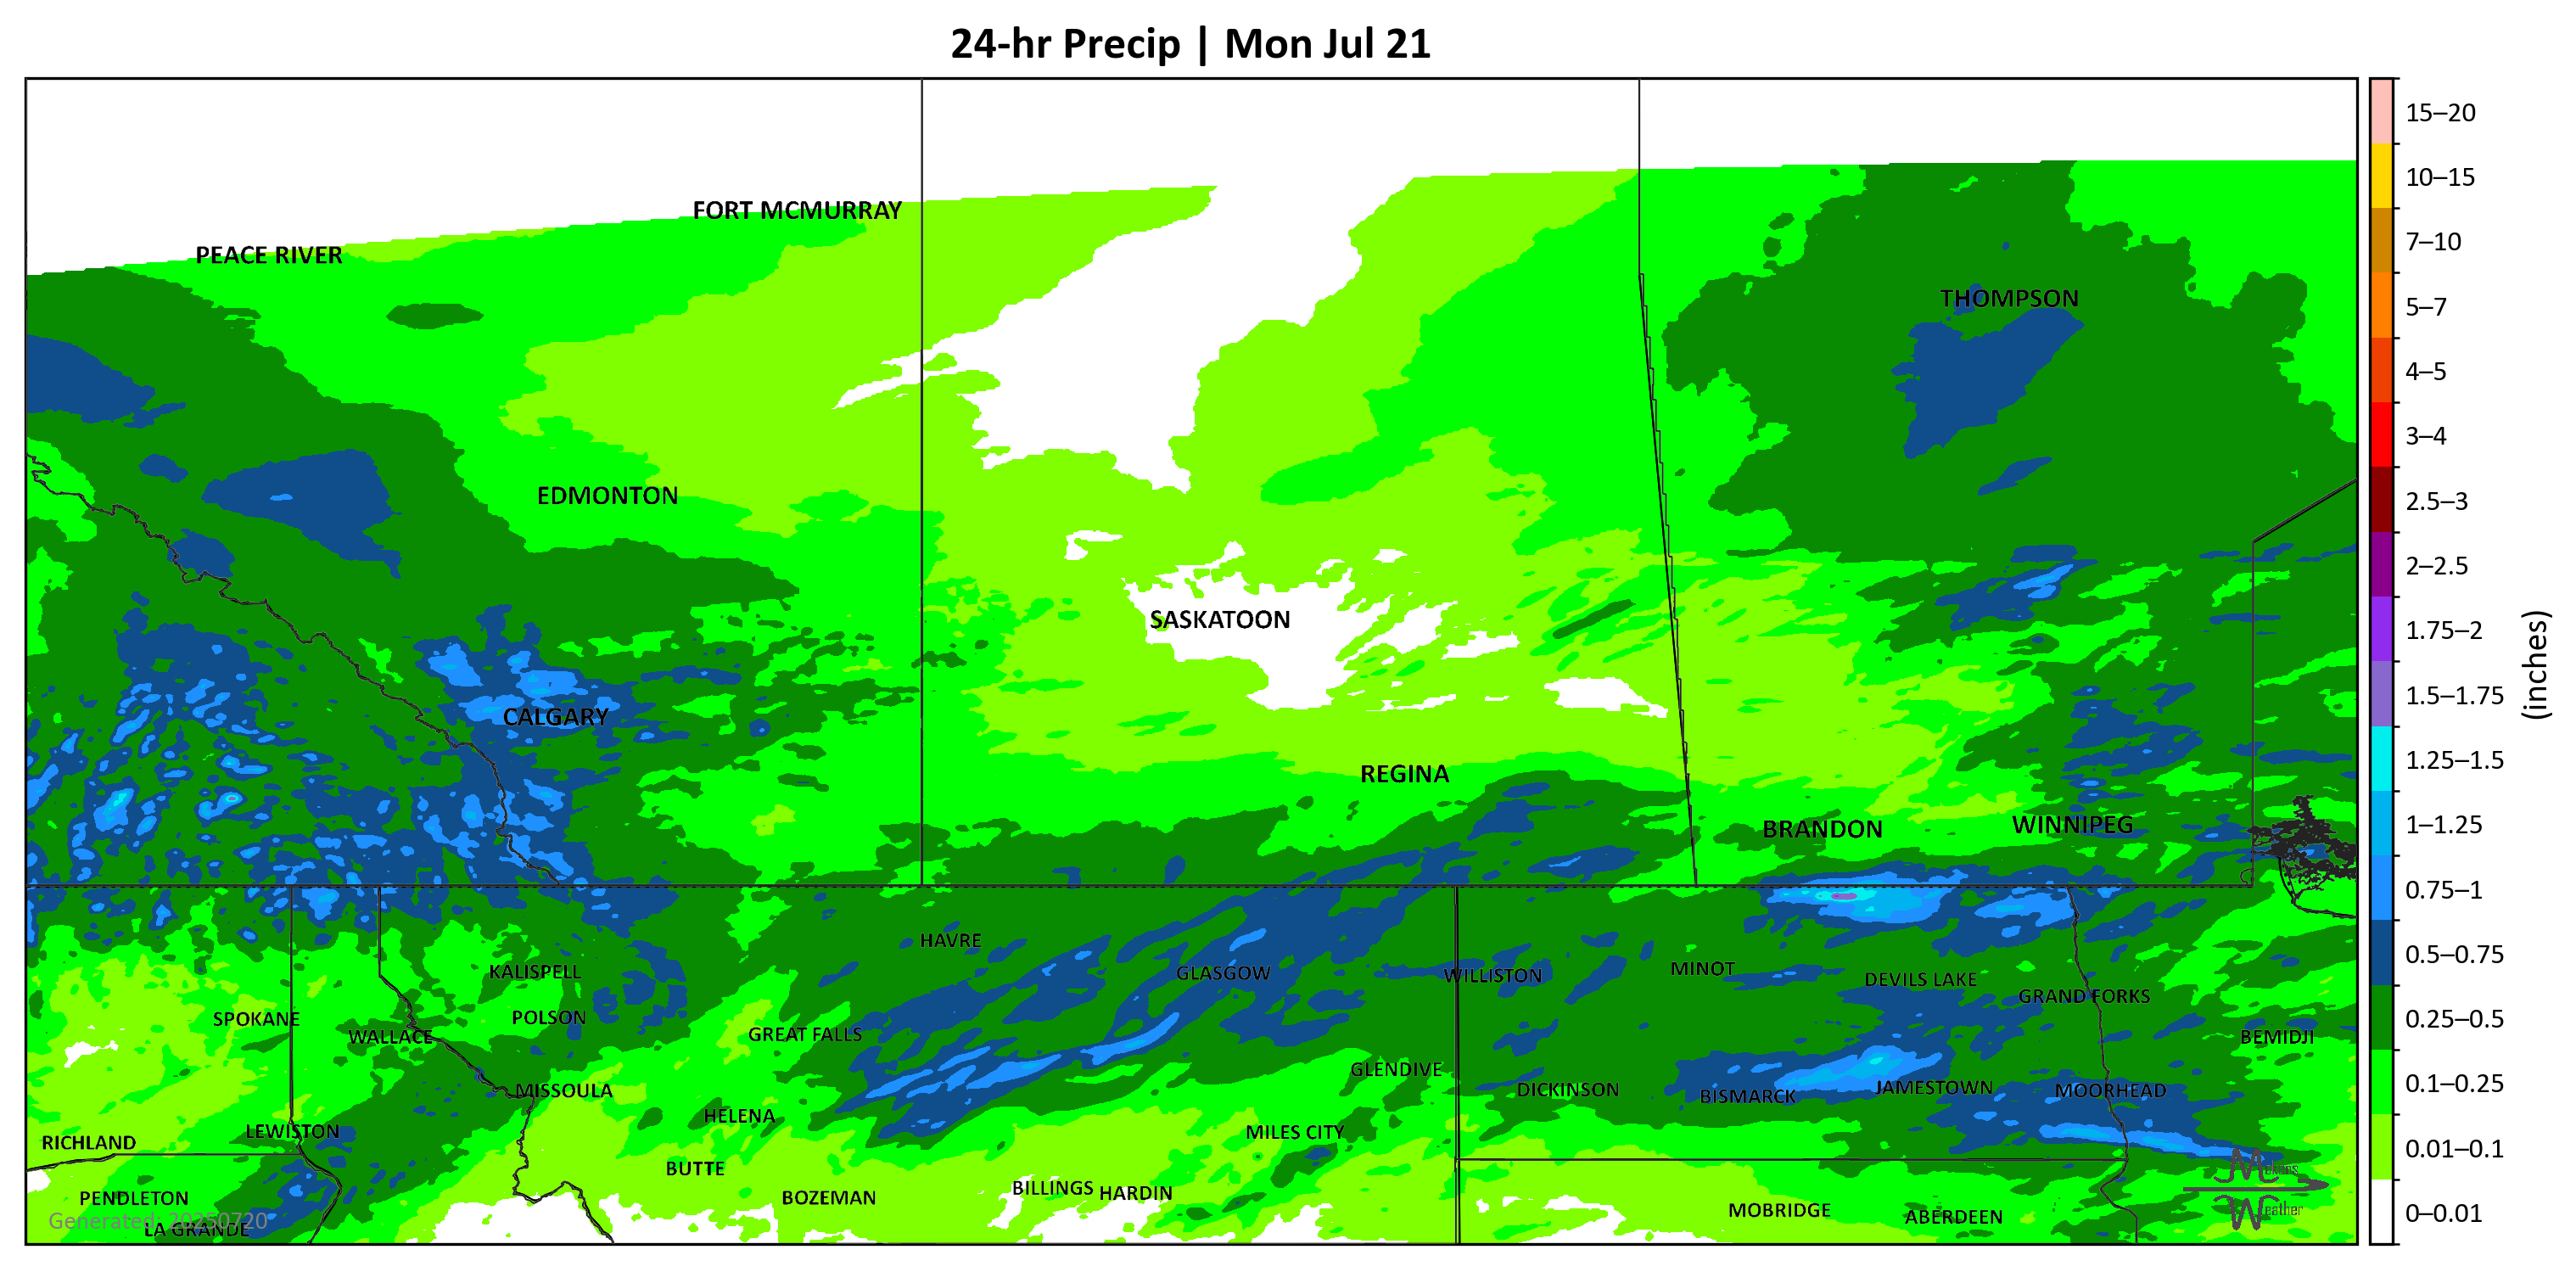 24-hr Precip | Mon Jul 21
15–20
10–15
7–10
5–7
4–5
3–4
2.5–3
2–2.5
1.75–2
1.5–1.75
1.25–1.5
1–1.25
0.75–1
0.5–0.75
0.25–0.5
0.1–0.25
0.01–0.1
0–0.01
(inches)
FORT MCMURRAY
PEACE RIVER
THOMPSON
EDMONTON
SASKATOON
CALGARY
REGINA
BRANDON
WINNIPEG
HAVRE
KALISPELL
GLASGOW
WILLISTON
MINOT
DEVILS LAKE
GRAND FORKS
SPOKANE
POLSON
WALLACE
GREAT FALLS
BEMIDJI
GLENDIVE
MISSOULA
DICKINSON
BISMARCK
JAMESTOWN
MOORHEAD
HELENA
LEWISTON
RICHLAND
MILES CITY
BUTTE
PENDLETON
BOZEMAN
BILLINGS
HARDIN
MOBRIDGE
ABERDEEN
Generated: 20250720
LA GRANDE
Weather